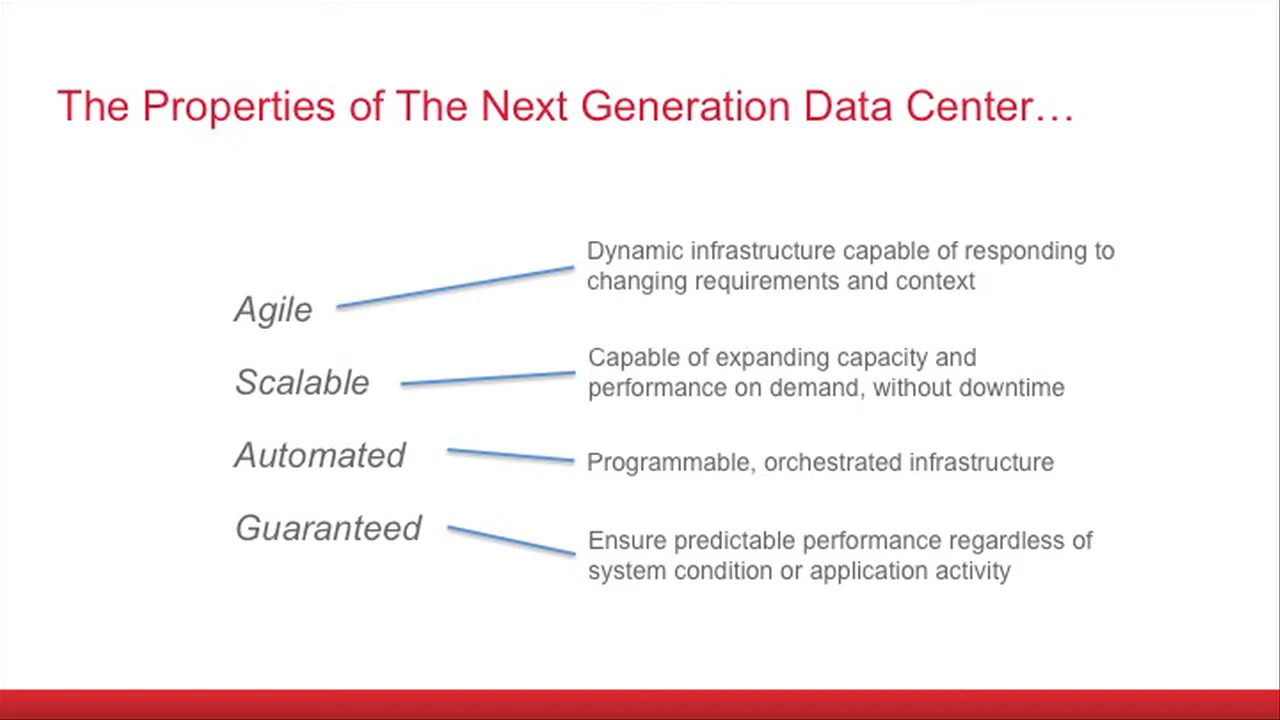 The Properties of The Next Generation Data Center…
Agile
Dynamic infrastructure capable of responding to
changing requirements and context
Scalable
Capable of expanding capacity and
performance on demand, without downtime
Automated
Programmable, orchestrated infrastructure
Guaranteed
Ensure predictable performance regardless of
system condition or application activity